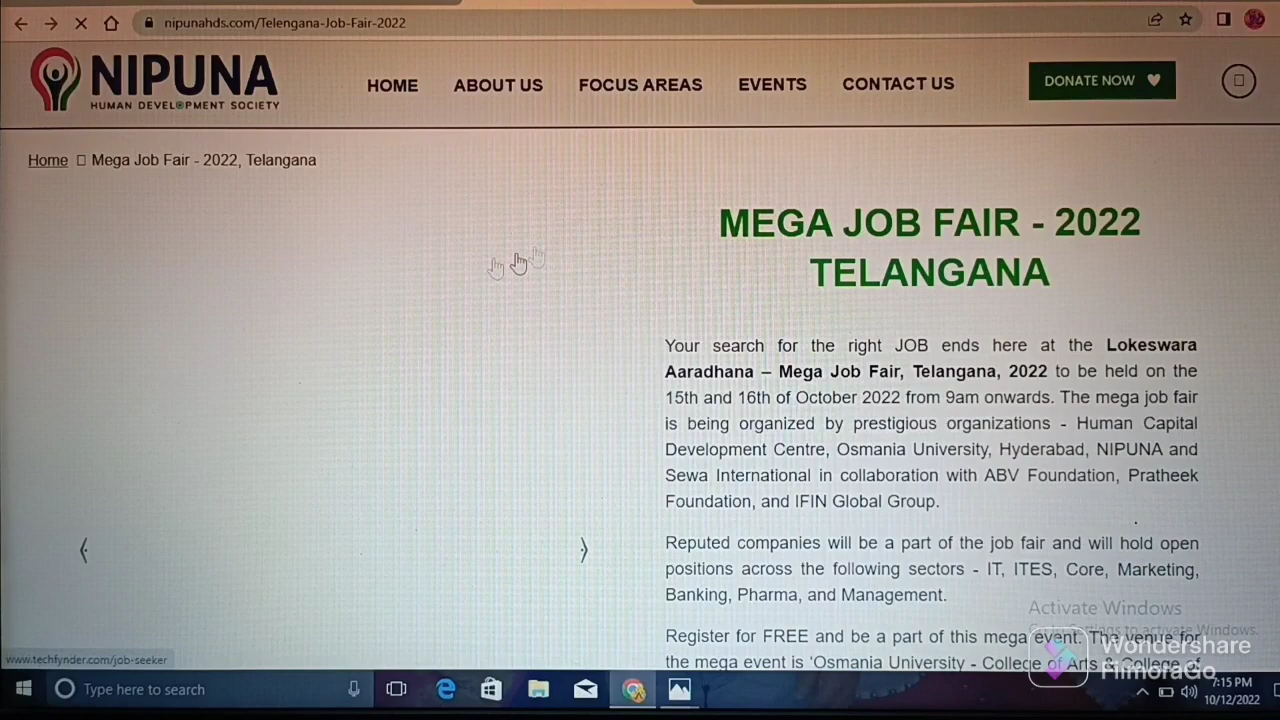 nipunahds.com/Telengana-Job-Fair-2022
NIPUNA
HUMAN DEVELOPMENT SOCIETY
HOME ABOUT US FOCUS AREAS EVENTS CONTACT US DONATE NOW
Home Mega Job Fair - 2022, Telangana
MEGA JOB FAIR - 2022
TELANGANA
Your search for the right JOB ends here at the Lokeswara
Aaradhana – Mega Job Fair, Telangana, 2022 to be held on the
15th and 16th of October 2022 from 9am onwards. The mega job fair
is being organized by prestigious organizations - Human Capital
Development Centre, Osmania University, Hyderabad, NIPUNA and
Sewa International in collaboration with ABV Foundation, Pratheek
Foundation, and IFIN Global Group.
Reputed companies will be a part of the job fair and will hold open
positions across the following sectors - IT, ITES, Core, Marketing,
Banking, Pharma, and Management.
Activate Windows
Go to Settings to activate Windows.
Register for FREE and be a part of this mega event. The venue for
the mega event is ‘Osmania University - College of Arts & College of
Wondershare
FilmoraGo
www.techfynder.com/job-seeker
Type here to search
7:15 PM
10/12/2022